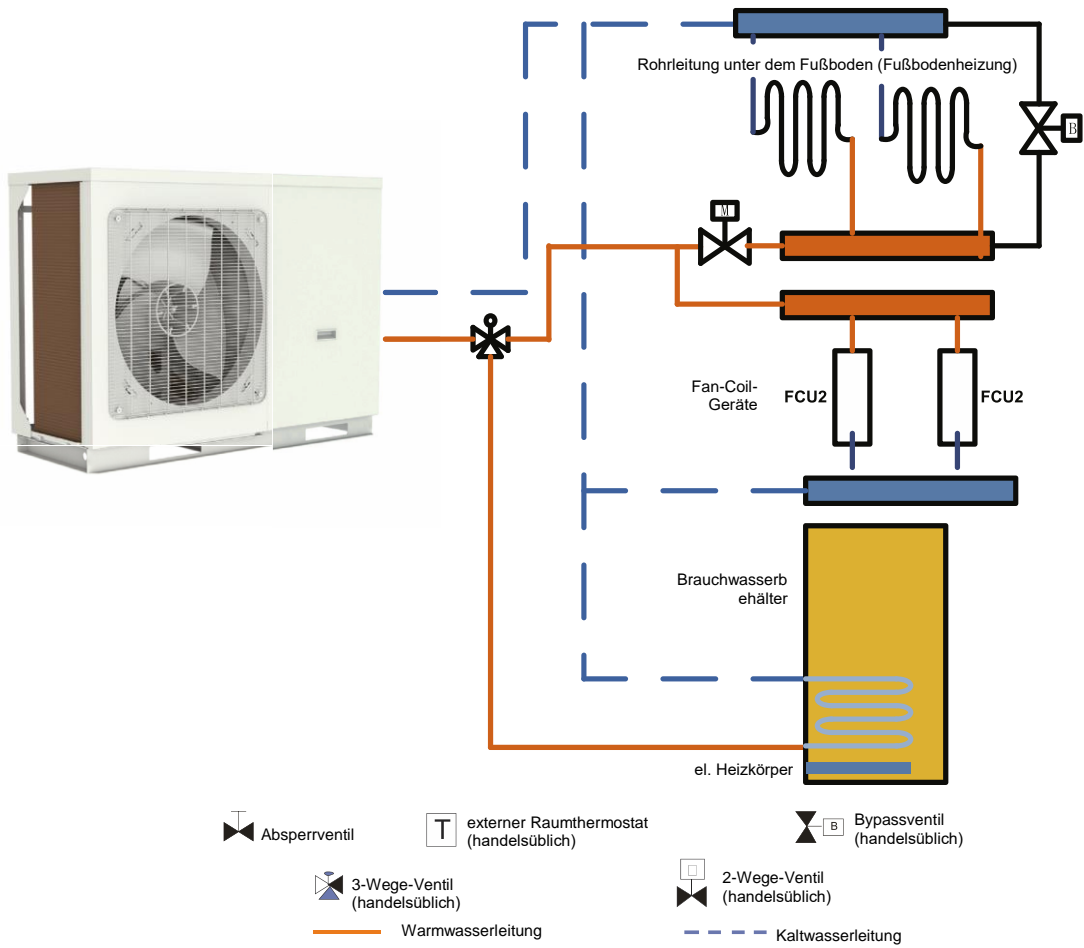 Rohrleitung unter dem Fußboden (Fußbodenheizung)
B
M
Fan-Coil-
Geräte
FCU2
FCU2
Brauchwasserb
ehälter
el. Heizkörper
Absperrventil
T
externer Raumthermostat
(handelsüblich)
B
Bypassventil
(handelsüblich)
3-Wege-Ventil
(handelsüblich)
2-Wege-Ventil
(handelsüblich)
Warmwasserleitung
Kaltwasserleitung